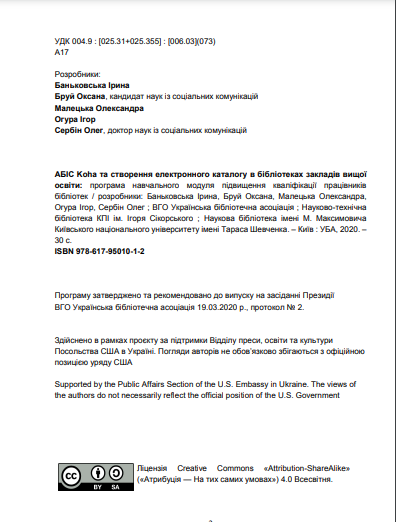 УДК 004.9 : [025.31+025.355] : [006.03](073)
А17
Розробники:
Баньковська Ірина
Бруй Оксана, кандидат наук із соціальних комунікацій
Малецька Олександра
Огура Ігор
Сербін Олег, доктор наук із соціальних комунікацій
АБІС Koha та створення електронного каталогу в бібліотеках закладів вищої
освіти: програма навчального модуля підвищення кваліфікації працівників
бібліотек / розробники: Баньковська Ірина, Бруй Оксана, Малецька Олександра,
Огура Ігор, Сербін Олег ; ВГО Українська бібліотечна асоціація ; Науково-технічна
бібліотека КПІ ім. Ігоря Сікорського ; Наукова бібліотека імені М. Максимовича
Київського національного університету імені Тараса Шевченка. – Київ : УБА, 2020. –
30 с.
ISBN 978-617-95010-1-2
Програму затверджено та рекомендовано до випуску на засіданні Президії
ВГО Українська бібліотечна асоціація 19.03.2020 р., протокол № 2.
Здійснено в рамках проєкту за підтримки Відділу преси, освіти та культури
Посольства США в Україні. Погляди авторів не обов'язково збігаються з офіційною
позицією уряду США
Supported by the Public Affairs Section of the U.S. Embassy in Ukraine. The views of
the authors do not necessarily reflect the official position of the U.S. Government
cc BY SA
Ліцензія Creative Commons «Attribution-ShareAlike»
(«Атрибуція — На тих самих умовах») 4.0 Всесвітня.